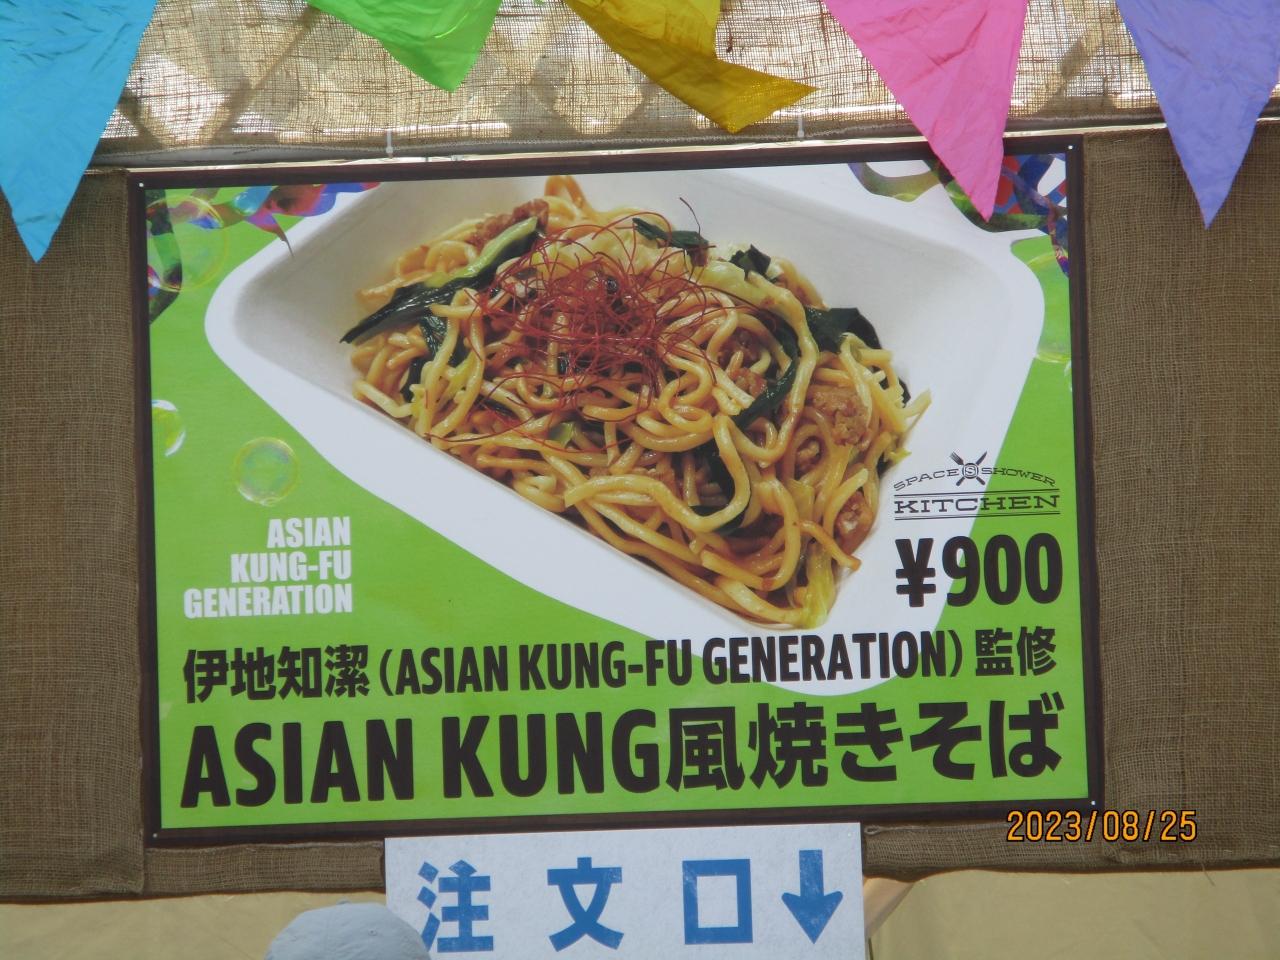 SPACE S SHOWER
KITCHEN
¥900
ASIAN
KUNG-FU
GENERATION
伊地知潔（ASIAN KUNG-FU GENERATION）監修
ASIAN KUNG風焼きそば
2023/08/25
注文口↓